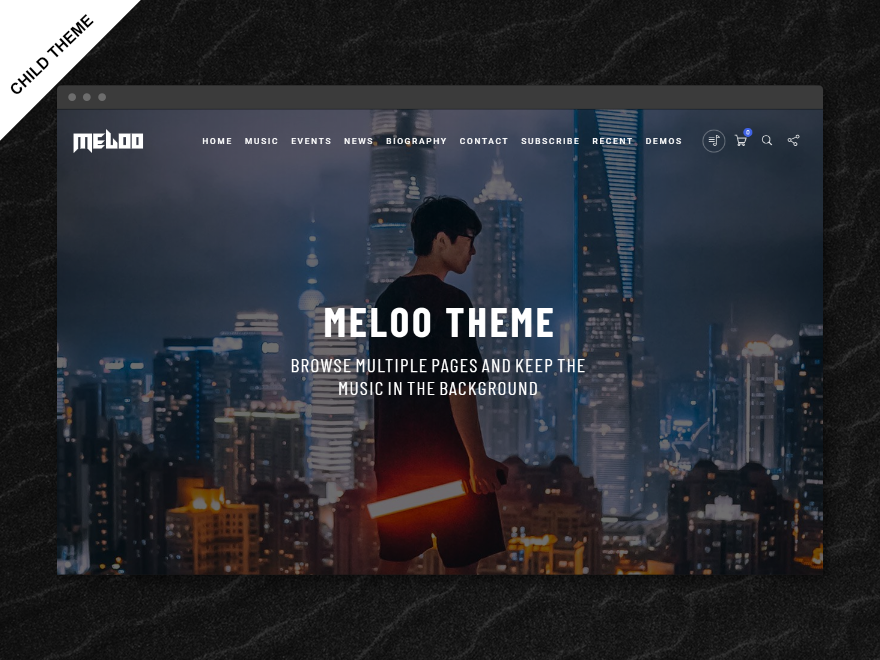 CHILD THEME
MELOO
HOME MUSIC EVENTS NEWS BIOGRAPHY CONTACT SUBSCRIBE RECENT DEMOS
0
MELOO THEME
BROWSE MULTIPLE PAGES AND KEEP THE
MUSIC IN THE BACKGROUND